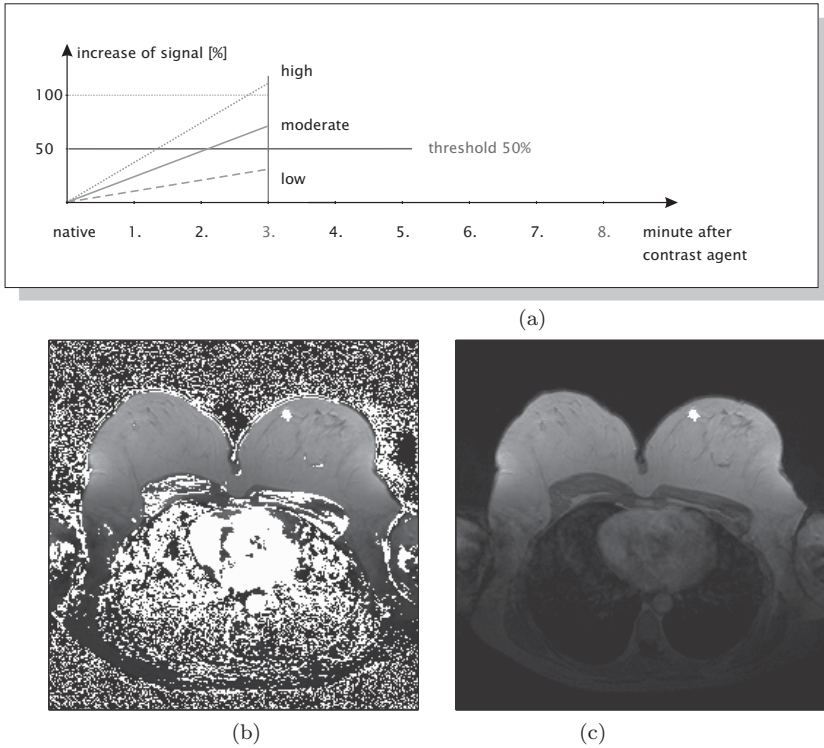 increase of signal [%]
high
100
moderate
50
threshold 50%
low
native 1. 2. 3. 4. 5. 6. 7. 8. minute after
contrast agent
(a)
(b) (c)